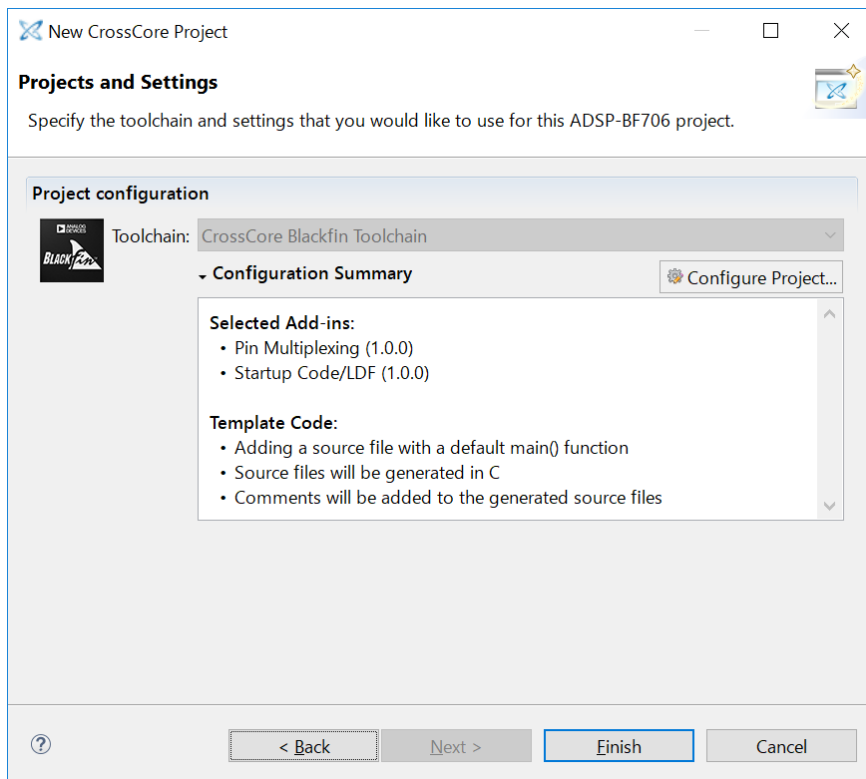 New CrossCore Project
Projects and Settings
Specify the toolchain and settings that you would like to use for this ADSP-BF706 project.
Project configuration
ANALOG
DEVICES
BLACKfin
Toolchain:
CrossCore Blackfin Toolchain
Configuration Summary
Configure Project...
Selected Add-ins:
• Pin Multiplexing (1.0.0)
• Startup Code/LDF (1.0.0)
Template Code:
• Adding a source file with a default main() function
• Source files will be generated in C
• Comments will be added to the generated source files
?
< Back
Next >
Finish
Cancel